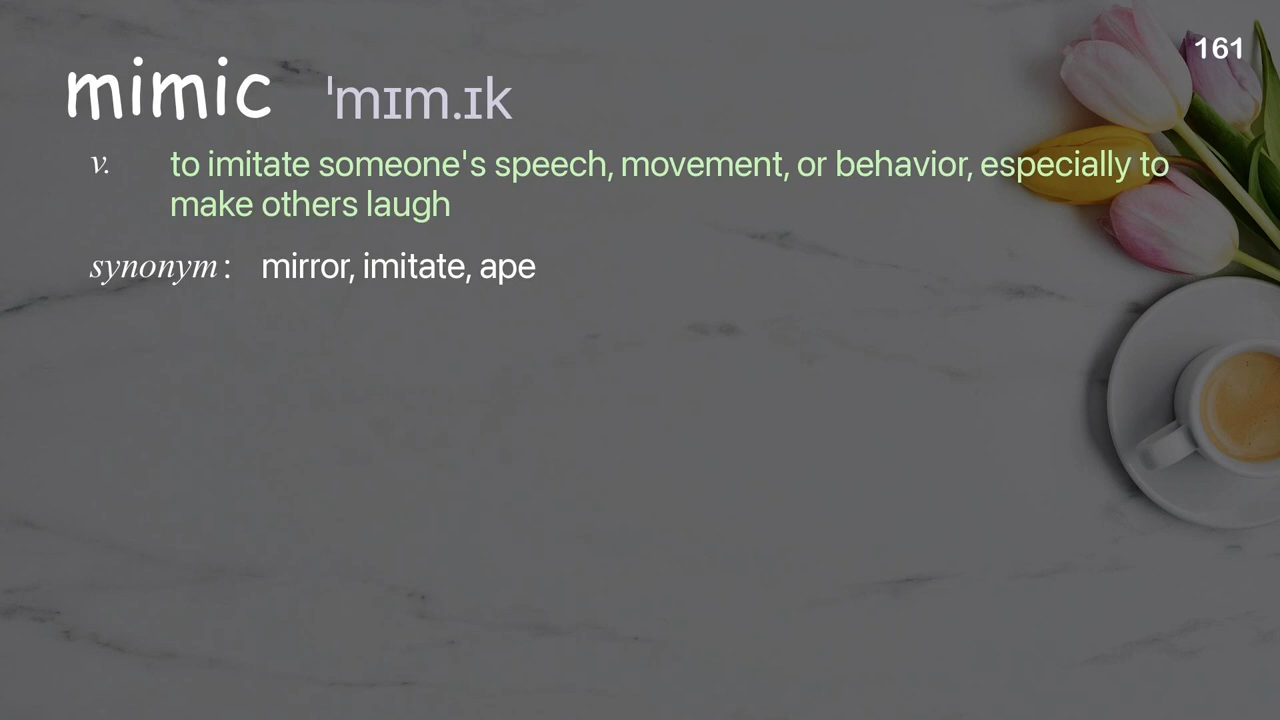 161
mimic ˈmɪm.ɪk
v. to imitate someone's speech, movement, or behavior, especially to
make others laugh
synonym: mirror, imitate, ape